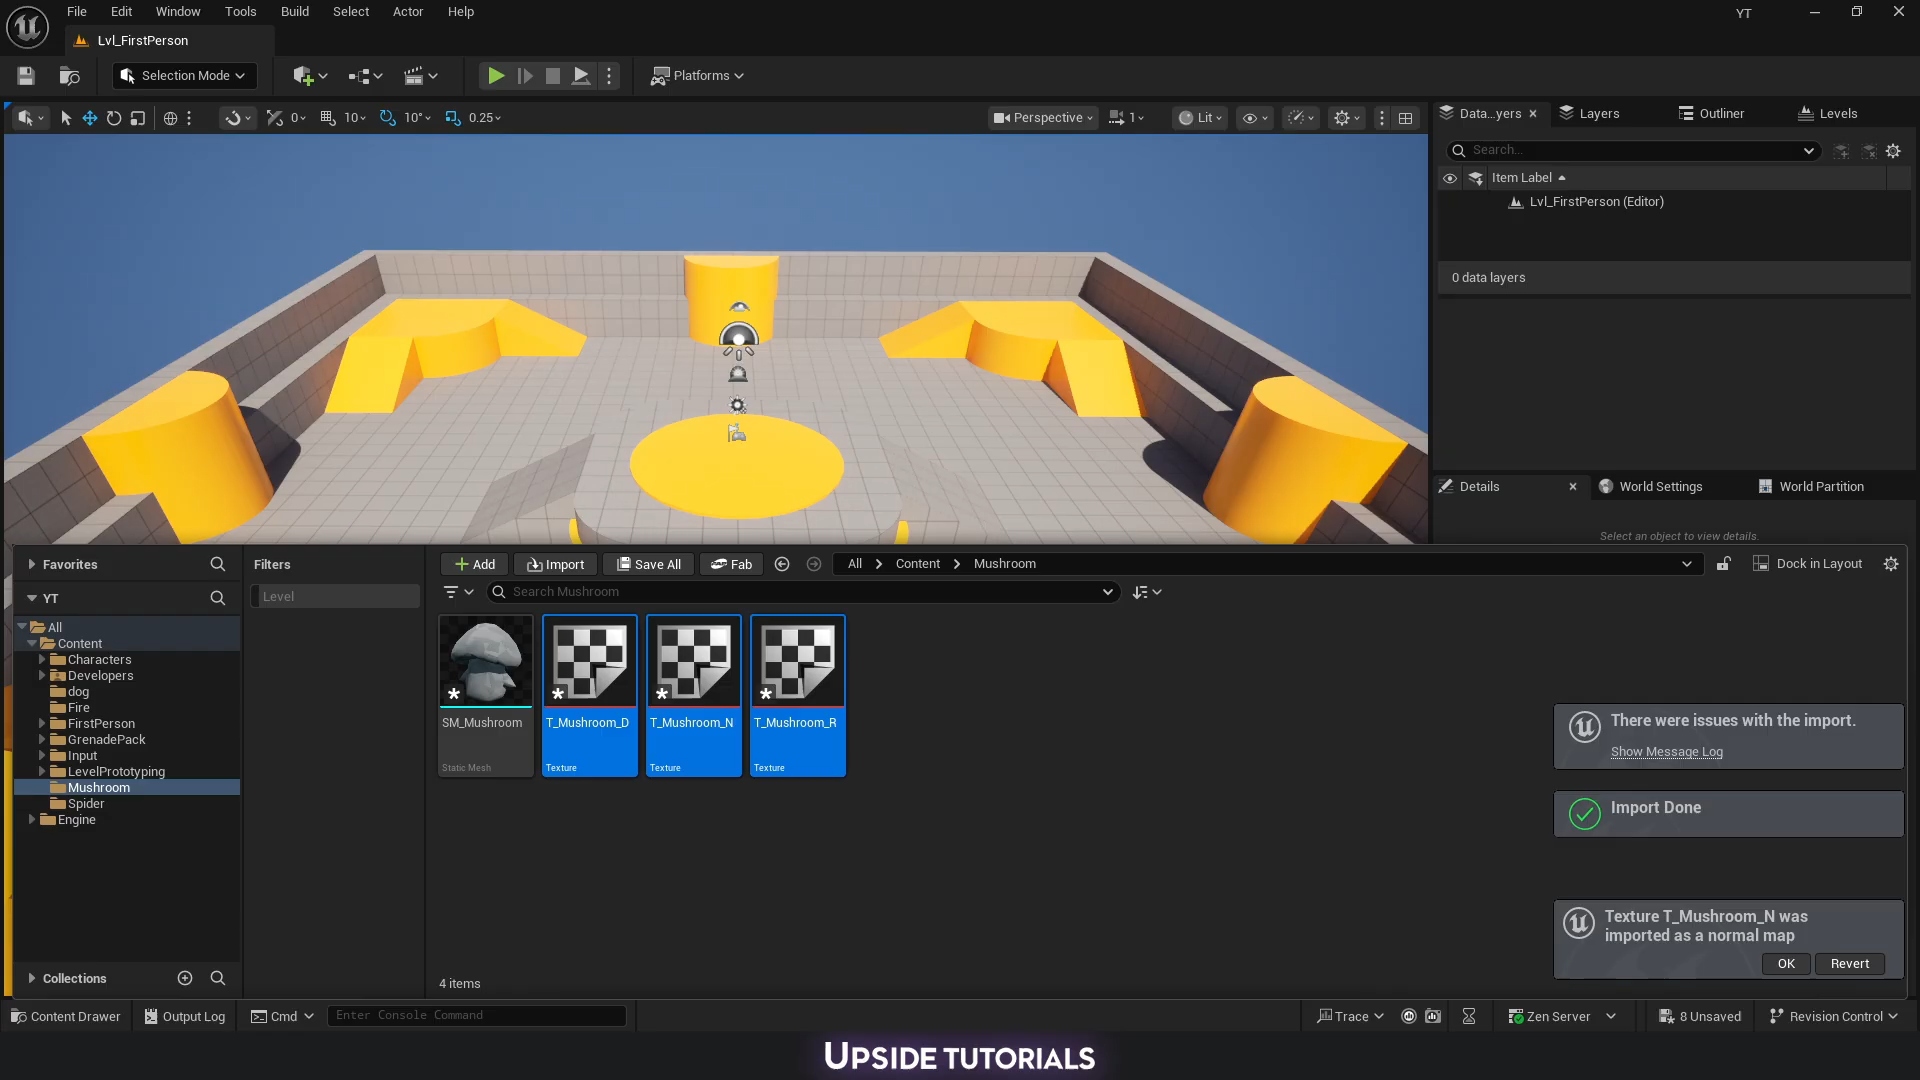 File Edit Window Tools Build Select Actor Help
YT
Lvl_FirstPerson
Selection Mode
Platforms
0 10 10° 0.25
Perspective 1 Lit
Data...yers Layers Outliner Levels
Search...
Item Label
Lvl_FirstPerson (Editor)
0 data layers
Details World Settings World Partition
Select an object to view details.
Favorites
Filters
Add Import Save All Fab
All > Content > Mushroom
Dock in Layout
YT
Level
Search Mushroom
All
Content
Characters
Developers
dog
Fire
FirstPerson
GrenadePack
Input
LevelPrototyping
Mushroom
Spider
Engine
SM_Mushroom
Static Mesh
T_Mushroom_D
Texture
T_Mushroom_N
Texture
T_Mushroom_R
Texture
There were issues with the import.
Show Message Log
Import Done
Texture T_Mushroom_N was
imported as a normal map
OK Revert
Collections
4 items
Content Drawer Output Log Cmd Enter Console Command
Trace Zen Server 8 Unsaved Revision Control
UPSIDE TUTORIALS